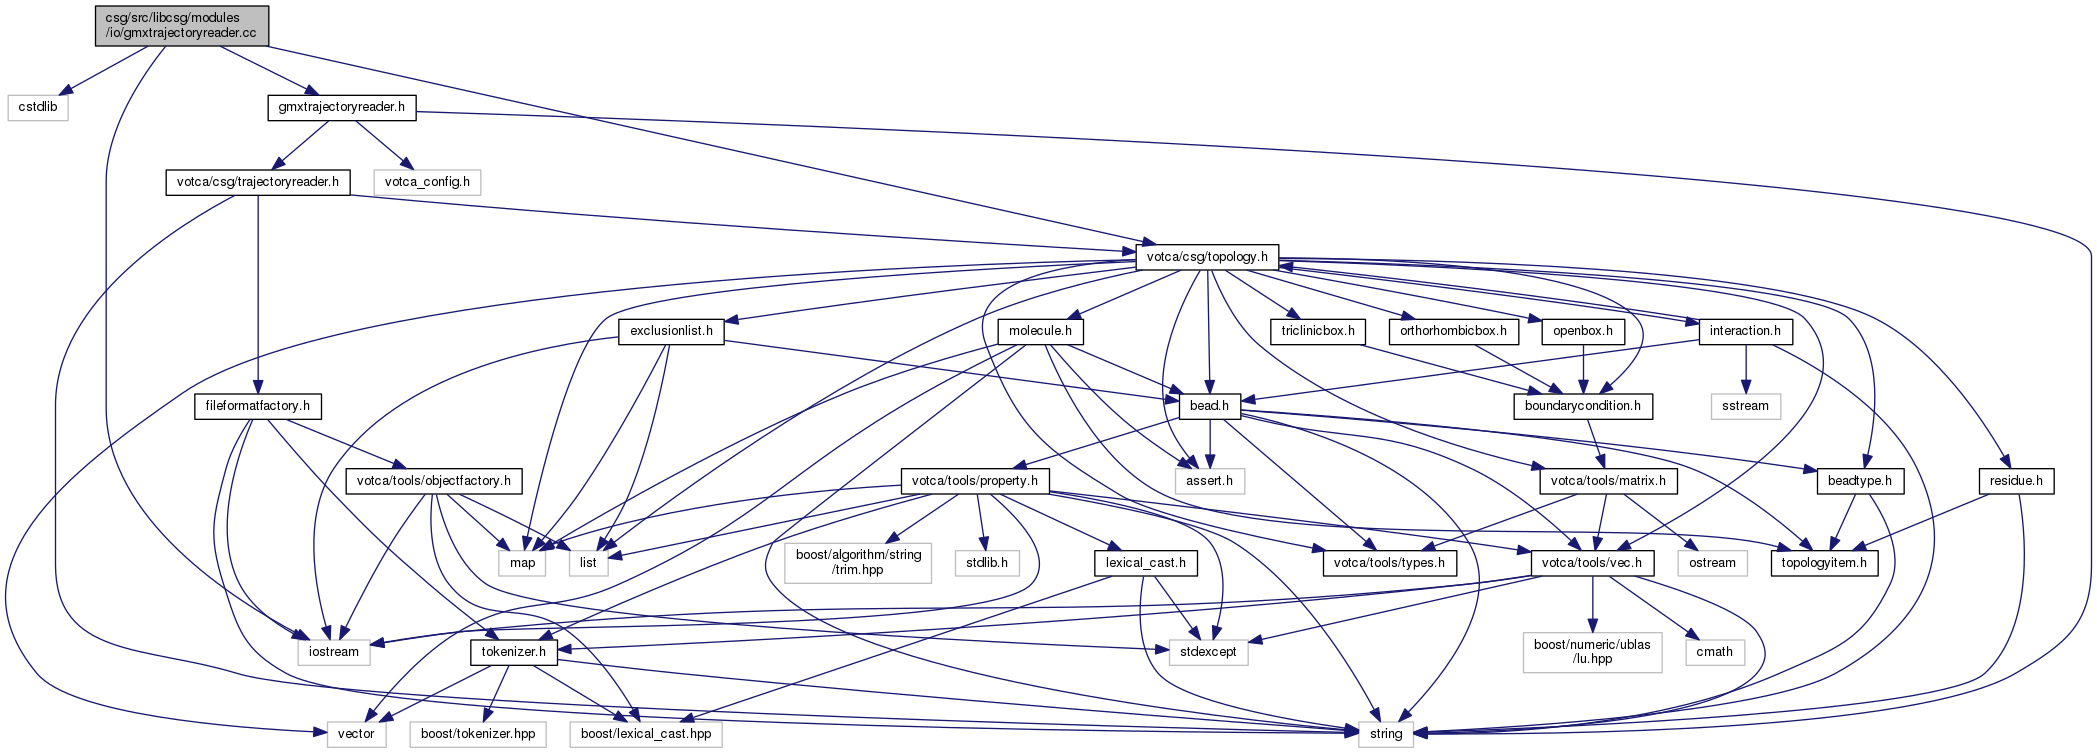 csg/src/libcsg/modules
/io/gmxtrajectoryreader.cc
cstdlib
gmxtrajectoryreader.h
votca/csg/trajectoryreader.h
votca_config.h
votca/csg/topology.h
exclusionlist.h
molecule.h
triclinicbox.h
orthorhombicbox.h
openbox.h
interaction.h
fileformatfactory.h
bead.h
boundarycondition.h
sstream
votca/tools/objectfactory.h
votca/tools/property.h
assert.h
votca/tools/matrix.h
beadtype.h
residue.h
map
list
boost/algorithm/string
/trim.hpp
stdlib.h
lexical_cast.h
votca/tools/types.h
votca/tools/vec.h
ostream
topologyitem.h
iostream
tokenizer.h
stdexcept
boost/numeric/ublas
/lu.hpp
cmath
vector
boost/tokenizer.hpp
boost/lexical_cast.hpp
string